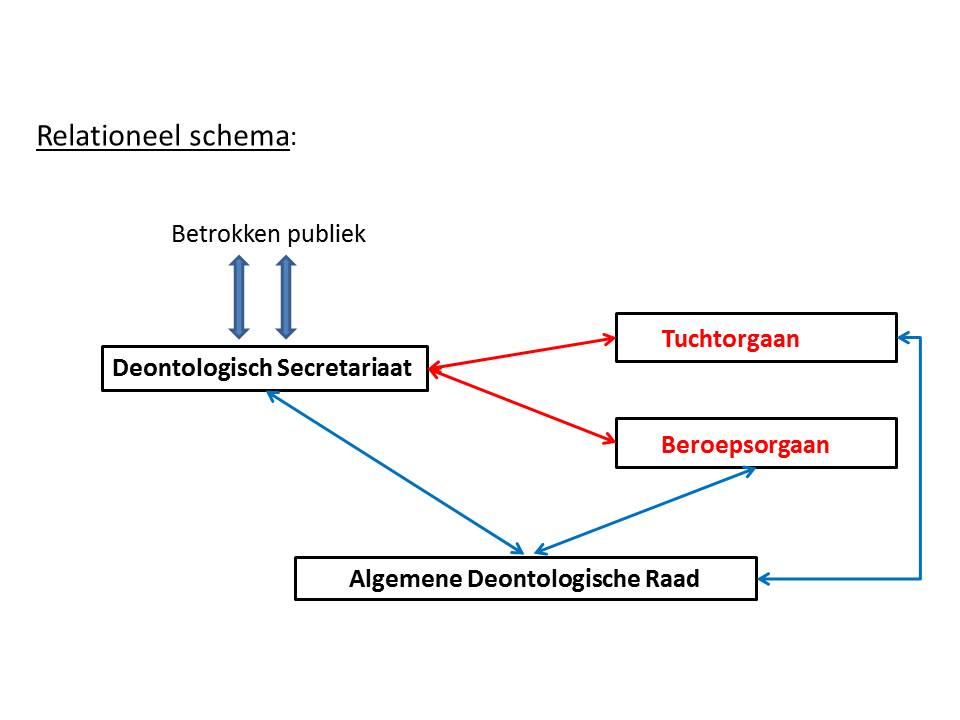 Relationeel schema:
Betrokken publiek
Tuchtorgaan
Deontologisch Secretariaat
Beroepsorgaan
Algemene Deontologische Raad